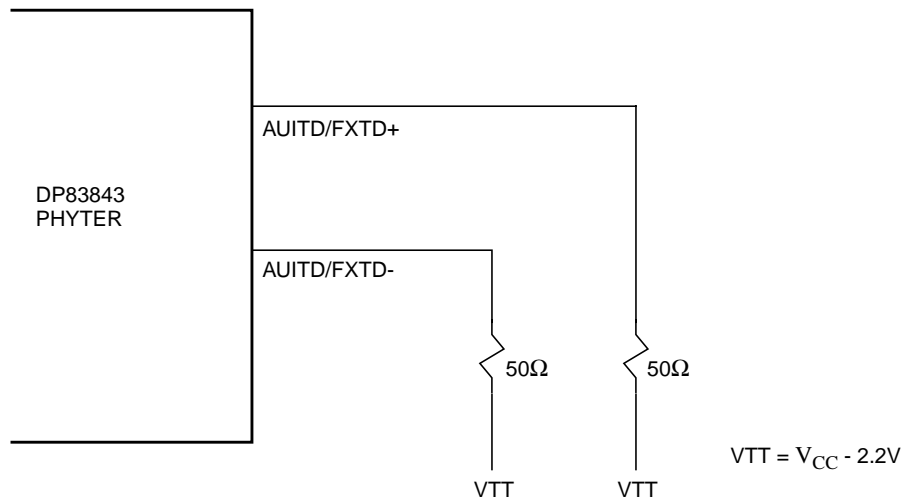 AUITD/FXTD+
DP83843
PHYTER
AUITD/FXTD-
50Ω
50Ω
VTT = VCC - 2.2V
VTT
VTT